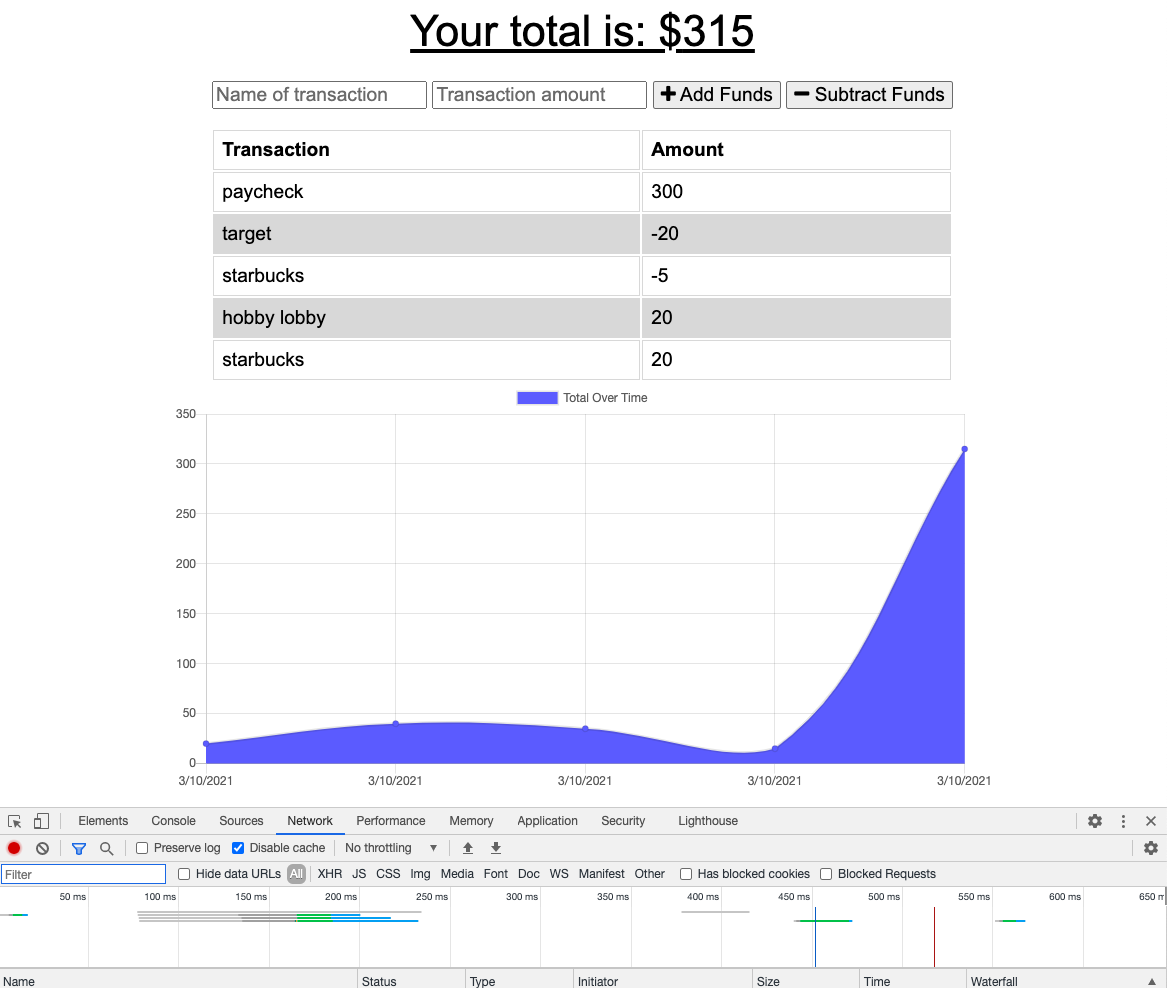 Your total is: $315
Name of transaction Transaction amount Add Funds Subtract Funds
Transaction Amount
paycheck 300
target -20
starbucks -5
hobby lobby 20
starbucks 20
Total Over Time
350
300
250
200
150
100
50
0
3/10/2021 3/10/2021 3/10/2021 3/10/2021 3/10/2021
Elements Console Sources Network Performance Memory Application Security Lighthouse
Preserve log Disable cache No throttling
Filter Hide data URLs All XHR JS CSS Img Media Font Doc WS Manifest Other Has blocked cookies Blocked Requests
50 ms 100 ms 150 ms 200 ms 250 ms 300 ms 350 ms 400 ms 450 ms 500 ms 550 ms 600 ms 650 m
Name Status Type Initiator Size Time Waterfall